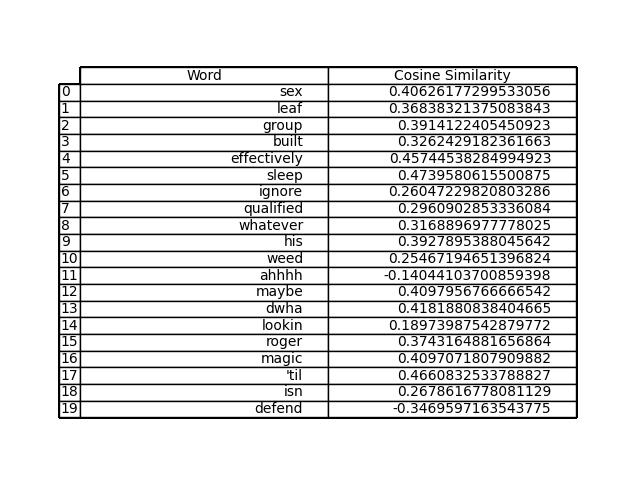 Word Cosine Similarity
0 sex 0.40626177299533056
1 leaf 0.36838321375083843
2 group 0.3914122405450923
3 built 0.3262429182361663
4 effectively 0.45744538284994923
5 sleep 0.4739580615500875
6 ignore 0.26047229820803286
7 qualified 0.2960902853336084
8 whatever 0.3168896977778025
9 his 0.3927895388045642
10 weed 0.25467194651396824
11 ahhhh -0.14044103700859398
12 maybe 0.4097956766666542
13 dwha 0.4181880838404665
14 lookin 0.18973987542879772
15 roger 0.3743164881656864
16 magic 0.4097071807909882
17 'til 0.4660832533788827
18 isn 0.2678616778081129
19 defend -0.3469597163543775